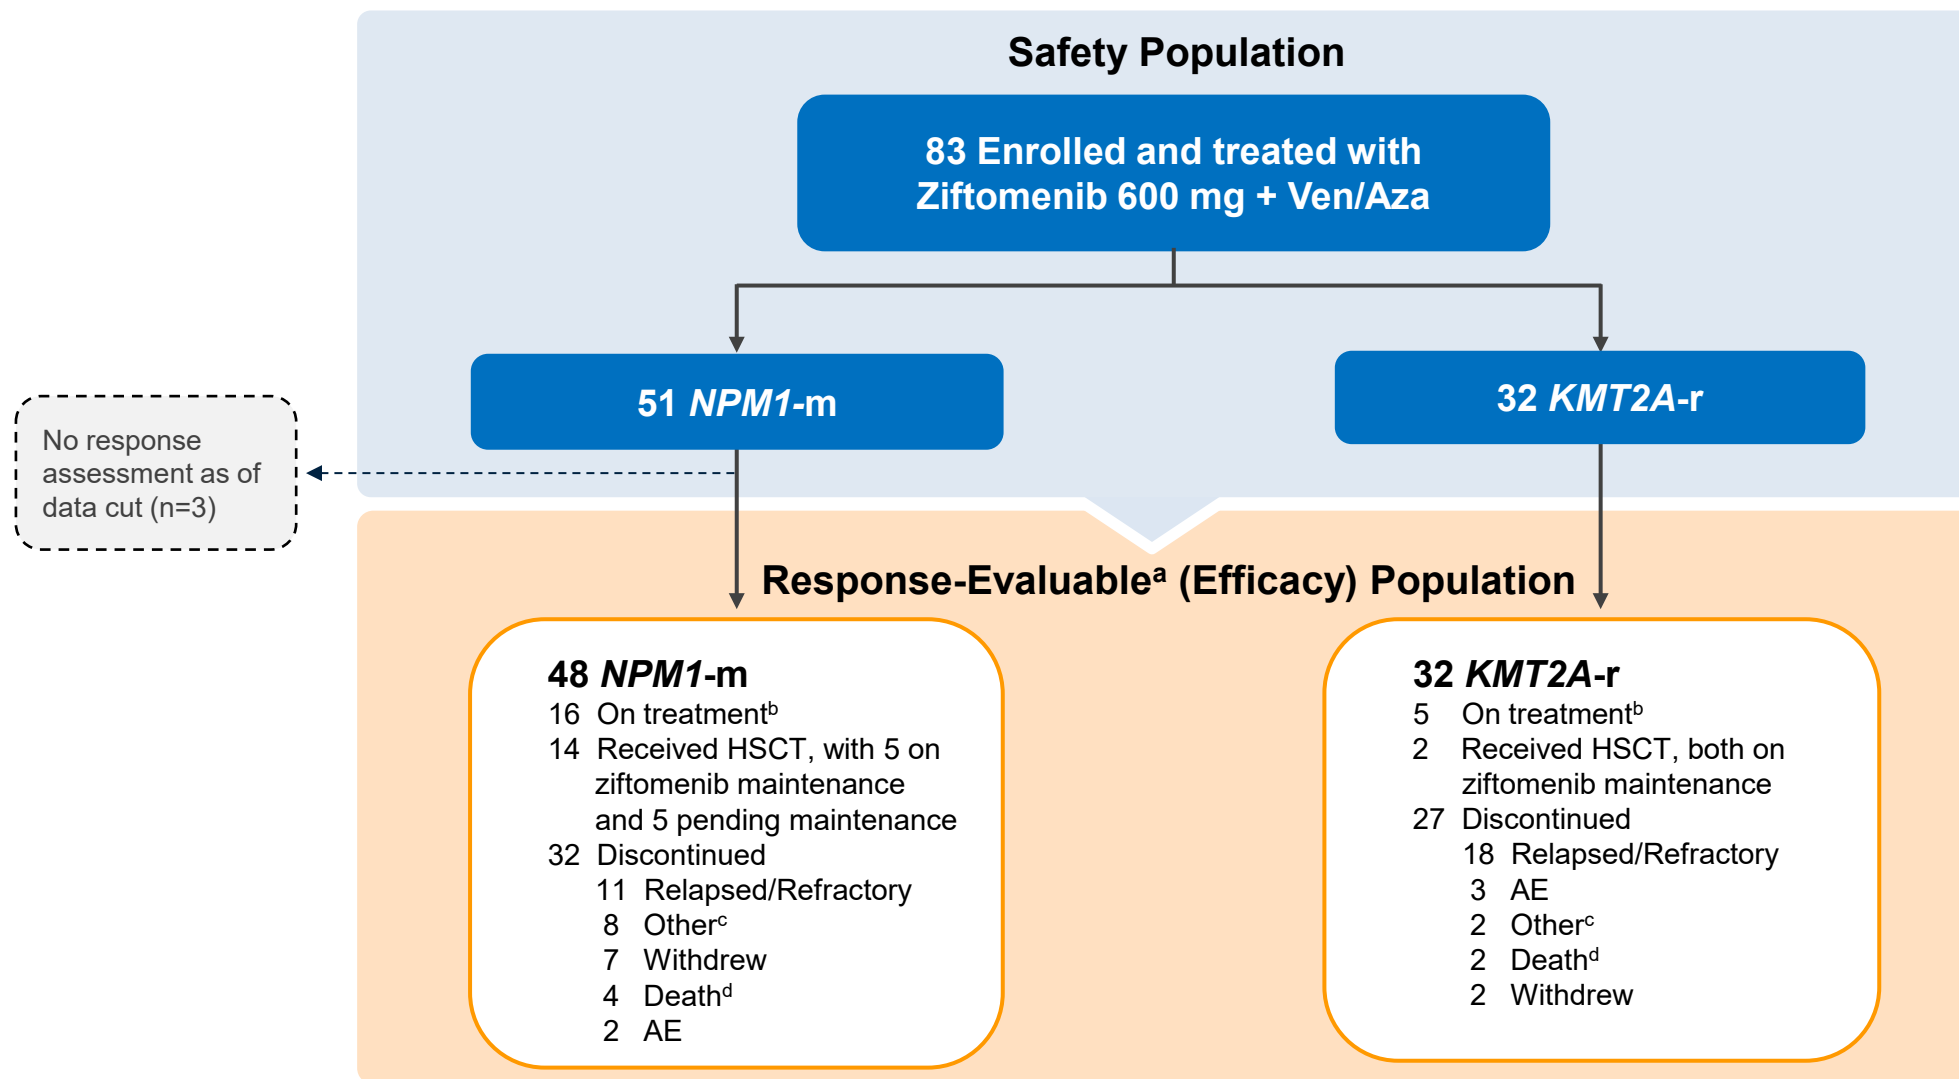 Safety Population
83 Enrolled and treated with
Ziftomenib 600 mg + Ven/Aza
51 NPM1-m
32 KMT2A-r
No response
assessment as of
data cut (n=3)
Response-Evaluableᵃ (Efficacy) Population
48 NPM1-m
16 On treatmentᵇ
14 Received HSCT, with 5 on
ziftomenib maintenance
and 5 pending maintenance
32 Discontinued
11 Relapsed/Refractory
8 Otherᶜ
7 Withdrew
4 Deathᵈ
2 AE
32 KMT2A-r
5 On treatmentᵇ
2 Received HSCT, both on
ziftomenib maintenance
27 Discontinued
18 Relapsed/Refractory
3 AE
2 Otherᶜ
2 Deathᵈ
2 Withdrew